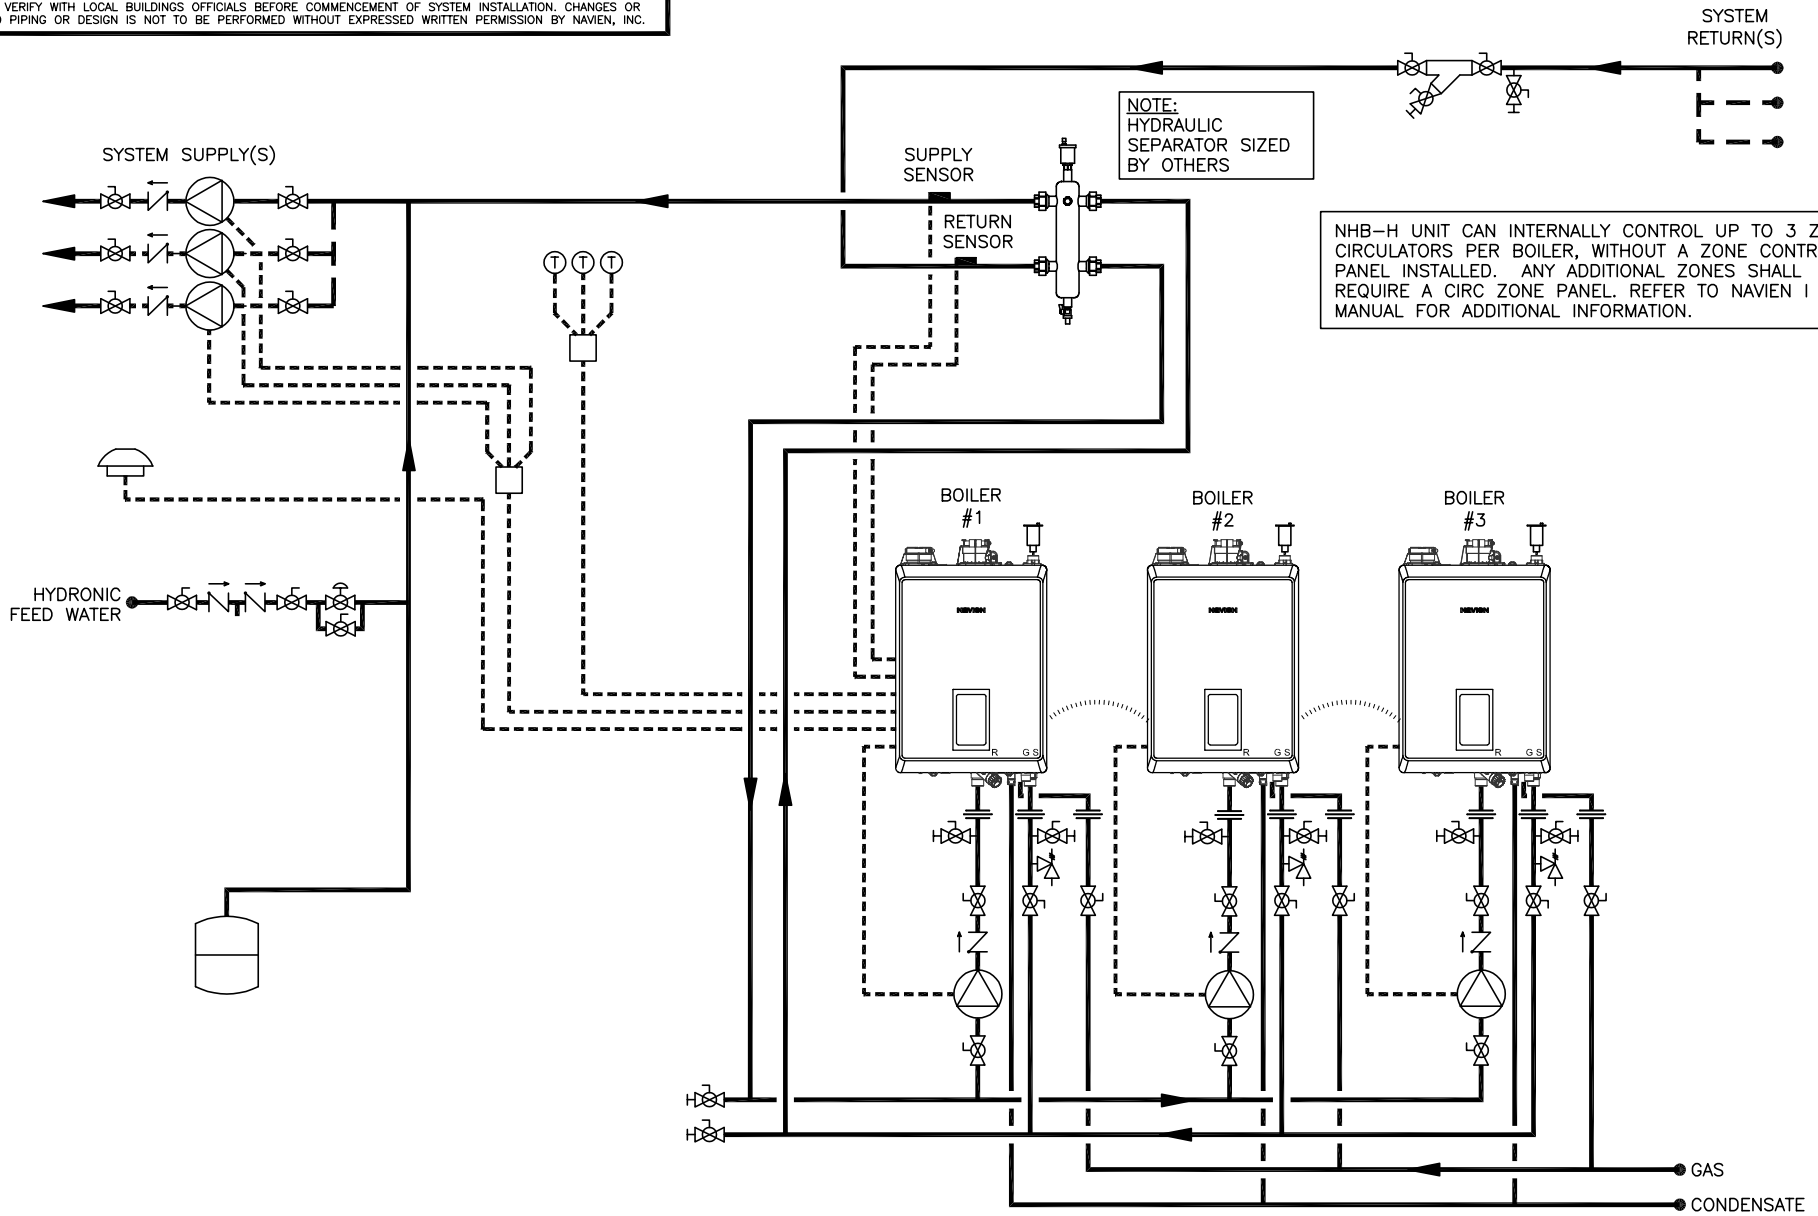 VERIFY WITH LOCAL BUILDINGS OFFICIALS BEFORE COMMENCEMENT OF SYSTEM INSTALLATION. CHANGES OR
PIPING OR DESIGN IS NOT TO BE PERFORMED WITHOUT EXPRESSED WRITTEN PERMISSION BY NAVIEN, INC.
SYSTEM
RETURN(S)
NOTE:
HYDRAULIC
SEPARATOR SIZED
BY OTHERS
SYSTEM SUPPLY(S)
SUPPLY
SENSOR
RETURN
SENSOR
NHB-H UNIT CAN INTERNALLY CONTROL UP TO 3 Z
CIRCULATORS PER BOILER, WITHOUT A ZONE CONTR
PANEL INSTALLED. ANY ADDITIONAL ZONES SHALL
REQUIRE A CIRC ZONE PANEL. REFER TO NAVIEN I
MANUAL FOR ADDITIONAL INFORMATION.
T T T
BOILER
#1
BOILER
#2
BOILER
#3
HYDRONIC
FEED WATER
NAVIEN
NAVIEN
NAVIEN
R G S
R G S
R G S
GAS
CONDENSATE